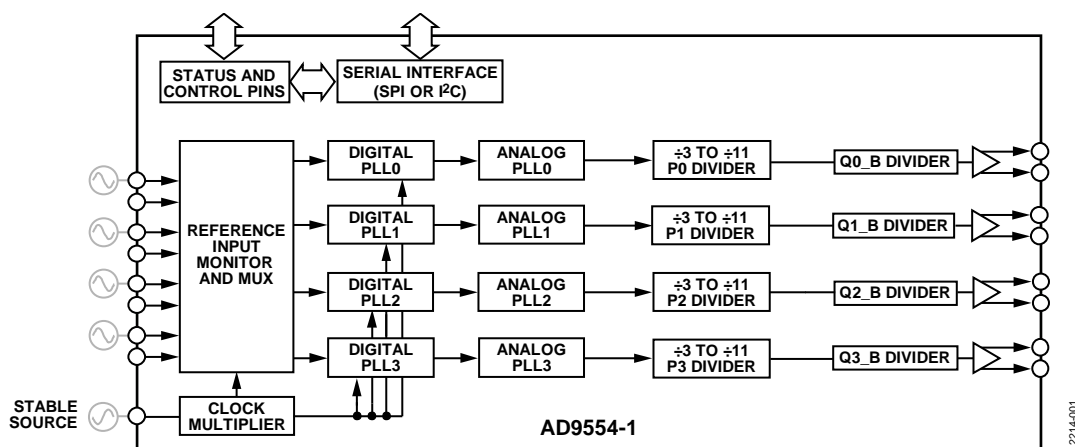 STATUS AND
CONTROL PINS
SERIAL INTERFACE
(SPI OR I²C)
REFERENCE
INPUT
MONITOR
AND MUX
DIGITAL
PLL0
ANALOG
PLL0
÷3 TO ÷11
P0 DIVIDER
Q0_B DIVIDER
DIGITAL
PLL1
ANALOG
PLL1
÷3 TO ÷11
P1 DIVIDER
Q1_B DIVIDER
DIGITAL
PLL2
ANALOG
PLL2
÷3 TO ÷11
P2 DIVIDER
Q2_B DIVIDER
DIGITAL
PLL3
ANALOG
PLL3
÷3 TO ÷11
P3 DIVIDER
Q3_B DIVIDER
STABLE
SOURCE
CLOCK
MULTIPLIER
AD9554-1
2214-001